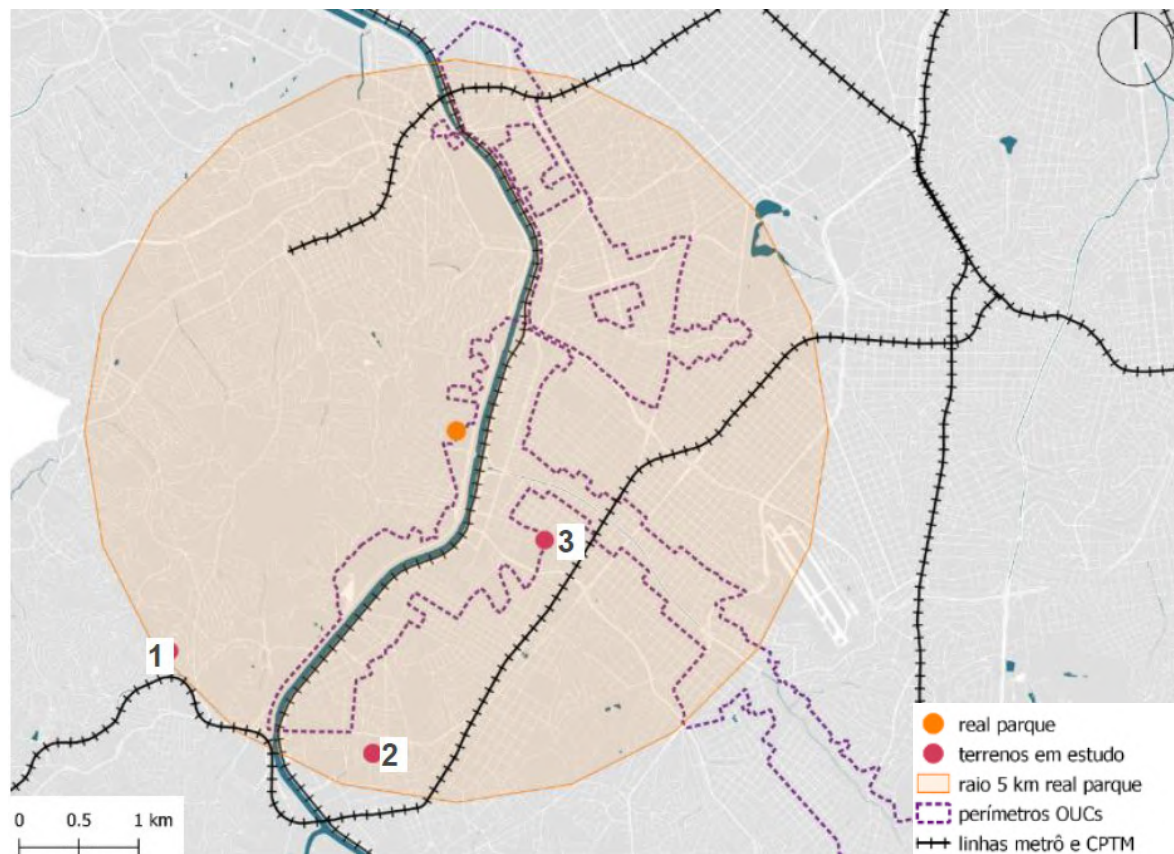 3
1
2
real parque
terrenos em estudo
raio 5 km real parque
perímetros OUCs
linhas metrô e CPTM
0 0.5 1 km